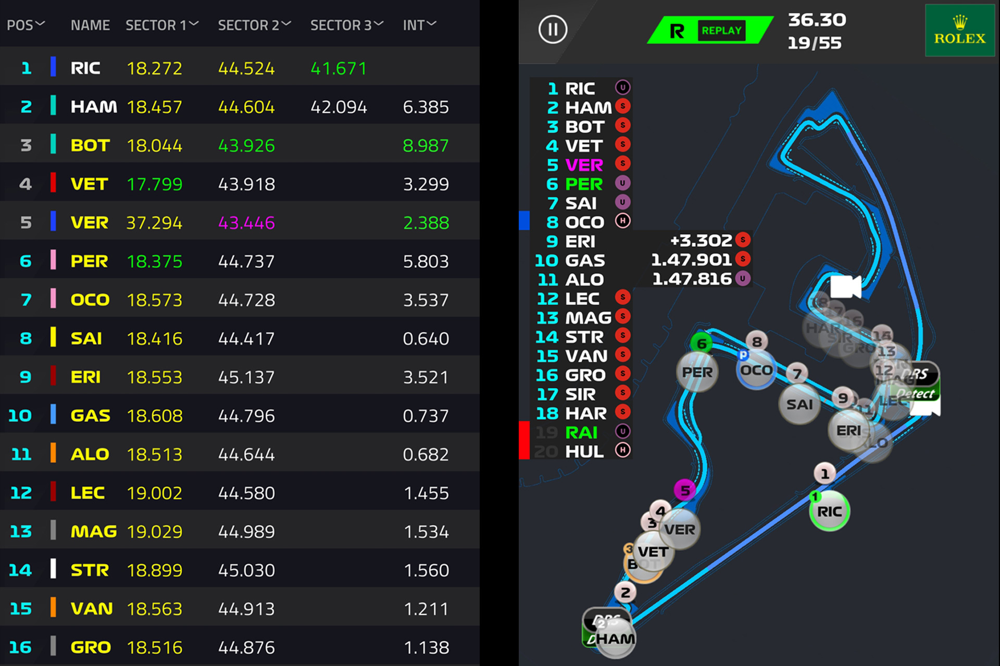 POS NAME SECTOR 1 SECTOR 2 SECTOR 3 INT
1 RIC 18.272 44.524 41.671
2 HAM 18.457 44.604 42.094 6.385
3 BOT 18.044 43.926 8.987
4 VET 17.799 43.918 3.299
5 VER 37.294 43.446 2.388
6 PER 18.375 44.737 5.803
7 OCO 18.573 44.728 3.537
8 SAI 18.416 44.417 0.640
9 ERI 18.553 45.137 3.521
10 GAS 18.608 44.796 0.737
11 ALO 18.513 44.644 0.682
12 LEC 19.002 44.580 1.455
13 MAG 19.029 44.989 1.534
14 STR 18.899 45.030 1.560
15 VAN 18.563 44.913 1.211
16 GRO 18.516 44.876 1.138
R REPLAY
36.30
19/55
ROLEX
1 RIC U
2 HAM S
3 BOT S
4 VET S
5 VER S
6 PER U
7 SAI U
8 OCO H
9 ERI +3.302 S
10 GAS 1.47.901 S
11 ALO 1.47.816 U
12 LEC S
13 MAG S
14 STR S
15 VAN S
16 GRO S
17 SIR S
18 HAR S
19 RAI U
20 HUL H
18
17
16
HAR
SIR
GRO
15
13
12
MAG
DRS
Detect
LEC
6
PER
8
P
OCO
7
SAI
9
11
ERI
ALO
1
1
RIC
5
4
3
VER
VET
3
BOT
2
DRS
2
HAM